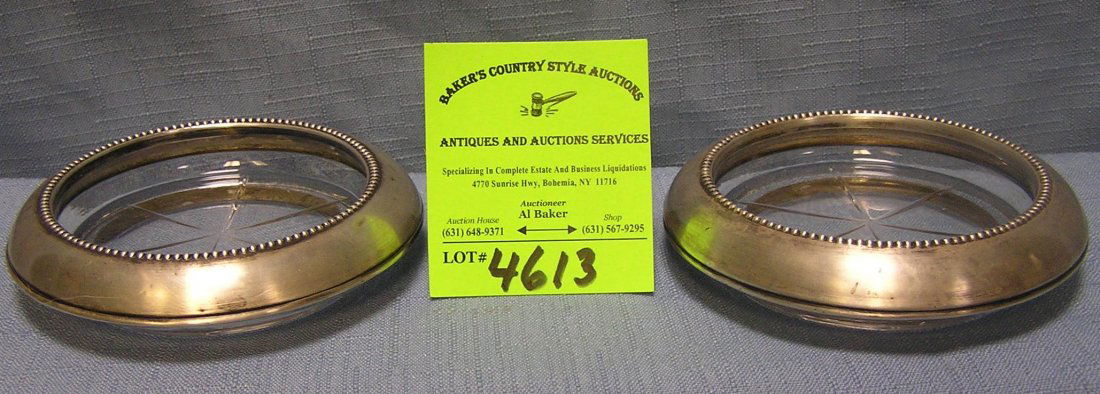 BAKER'S COUNTRY STYLE AUCTIONS
ANTIQUES AND AUCTIONS SERVICES
Specializing In Complete Estate And Business Liquidations
4770 Sunrise Hwy, Bohemia, NY 11716
Auctioneer
Al Baker
Auction House
(631) 648-9371
Shop
(631) 567-9295
LOT# 4613